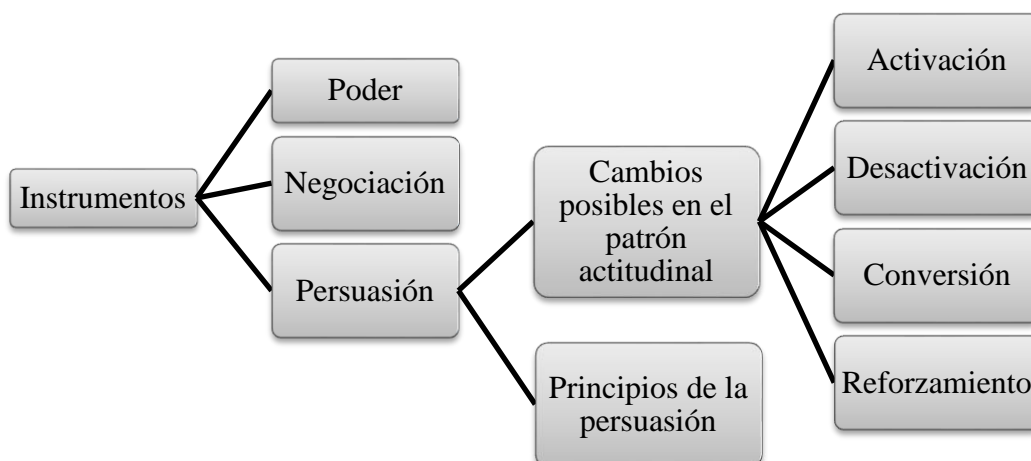 Instrumentos
Poder
Negociación
Persuasión
Cambios
posibles en el
patrón
actitudinal
Principios de la
persuasión
Activación
Desactivación
Conversión
Reforzamiento